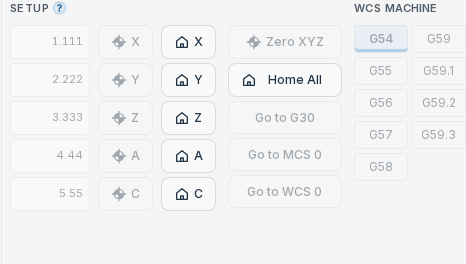 SETUP ? WCS MACHINE
1 111 X X Zero XYZ G54 G59
2.222 Y Y Home All G55 G59.1
3.333 Z Z Go to G30 G56 G59.2
4.44 A A Go to MCS 0 G57 G59.3
5.55 C C Go to WCS 0 G58